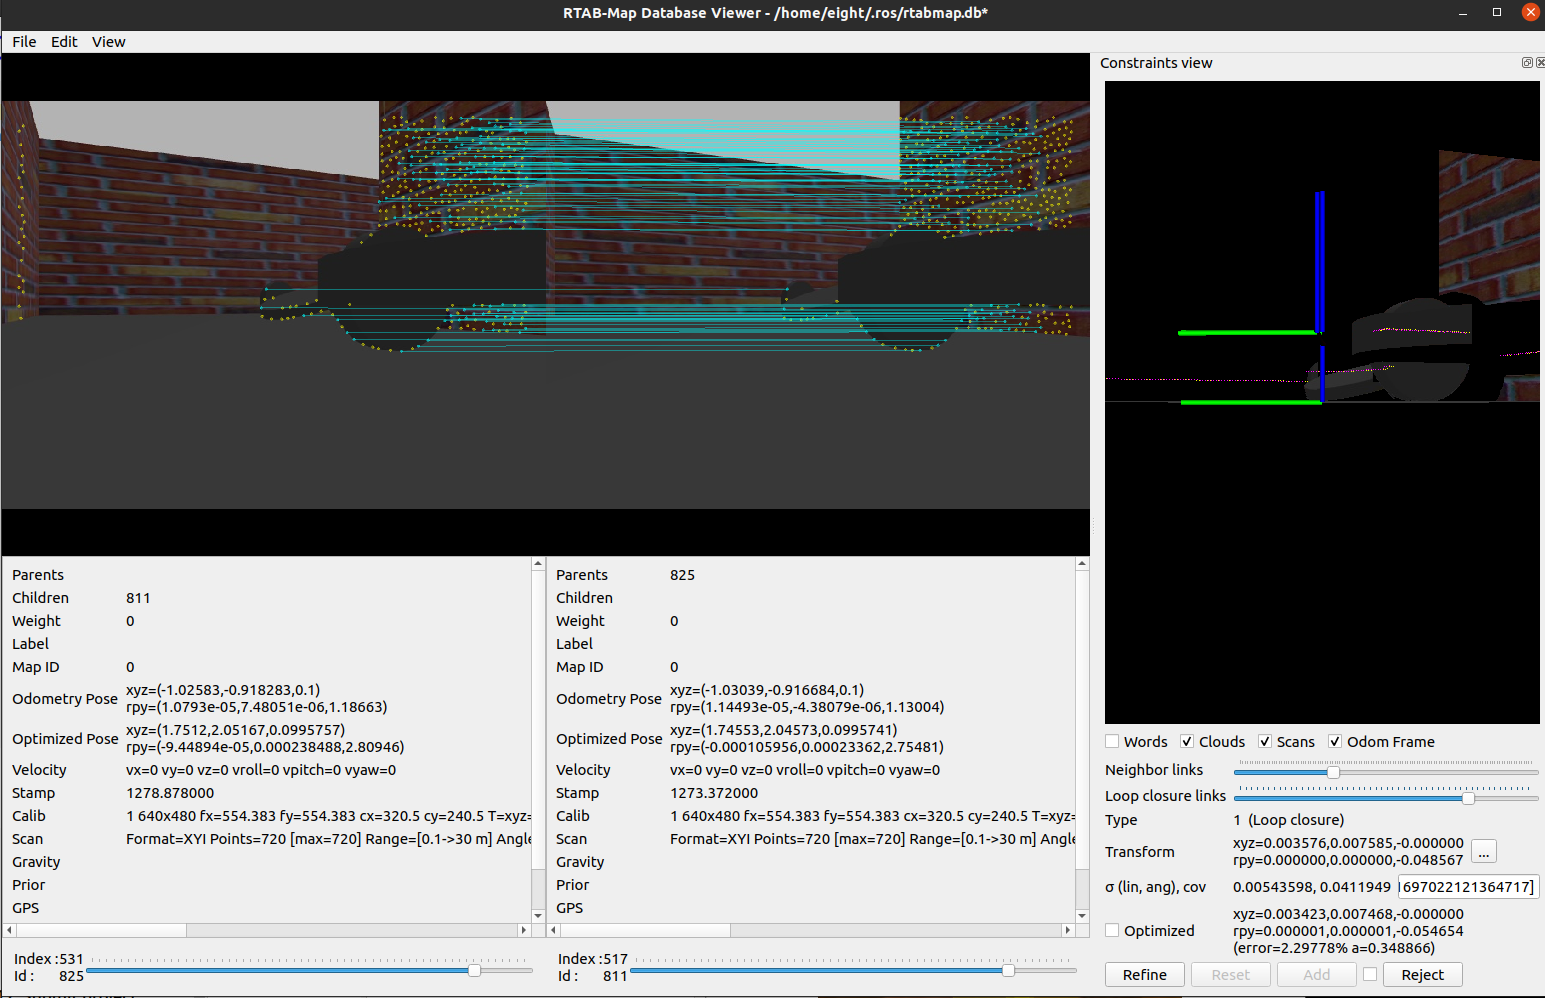 RTAB-Map Database Viewer - /home/eight/.ros/rtabmap.db*
File Edit View
Constraints view
Parents
Children 811
Weight 0
Label
Map ID 0
Odometry Pose xyz=(-1.02583,-0.918283,0.1)
rpy=(1.0793e-05,7.48051e-06,1.18663)
Optimized Pose xyz=(1.7512,2.05167,0.0995757)
rpy=(-9.44894e-05,0.000238488,2.80946)
Velocity vx=0 vy=0 vz=0 vroll=0 vpitch=0 vyaw=0
Stamp 1278.878000
Calib 1 640x480 fx=554.383 fy=554.383 cx=320.5 cy=240.5 T=xyz=
Scan Format=XYI Points=720 [max=720] Range=[0.1->30 m] Angle
Gravity
Prior
GPS
Index :531
Id : 825
Parents 825
Children
Weight 0
Label
Map ID 0
Odometry Pose xyz=(-1.03039,-0.916684,0.1)
rpy=(1.14493e-05,-4.38079e-06,1.13004)
Optimized Pose xyz=(1.74553,2.04573,0.0995741)
rpy=(-0.000105956,0.00023362,2.75481)
Velocity vx=0 vy=0 vz=0 vroll=0 vpitch=0 vyaw=0
Stamp 1273.372000
Calib 1 640x480 fx=554.383 fy=554.383 cx=320.5 cy=240.5 T=xyz=
Scan Format=XYI Points=720 [max=720] Range=[0.1->30 m] Angle
Gravity
Prior
GPS
Index :517
Id : 811
Words Clouds Scans Odom Frame
Neighbor links
Loop closure links
Type 1 (Loop closure)
Transform xyz=0.003576,0.007585,-0.000000
rpy=0.000000,0.000000,-0.048567 ...
σ (lin, ang), cov 0.00543598, 0.0411949 1697022121364717]
Optimized xyz=0.003423,0.007468,-0.000000
rpy=0.000001,0.000001,-0.054654
(error=2.29778% a=0.348866)
Refine Reset Add Reject